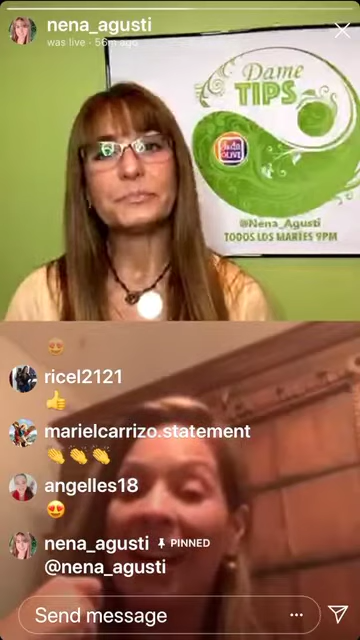 nena_agusti
was live · 56m ago
Dame
TIPS
OLIVE
@Nena_Agusti
TODOS LOS MARTES 9PM
ricel2121
marielcarrizo.statement
angelles18
nena_agusti PINNED
@nena_agusti
Send message